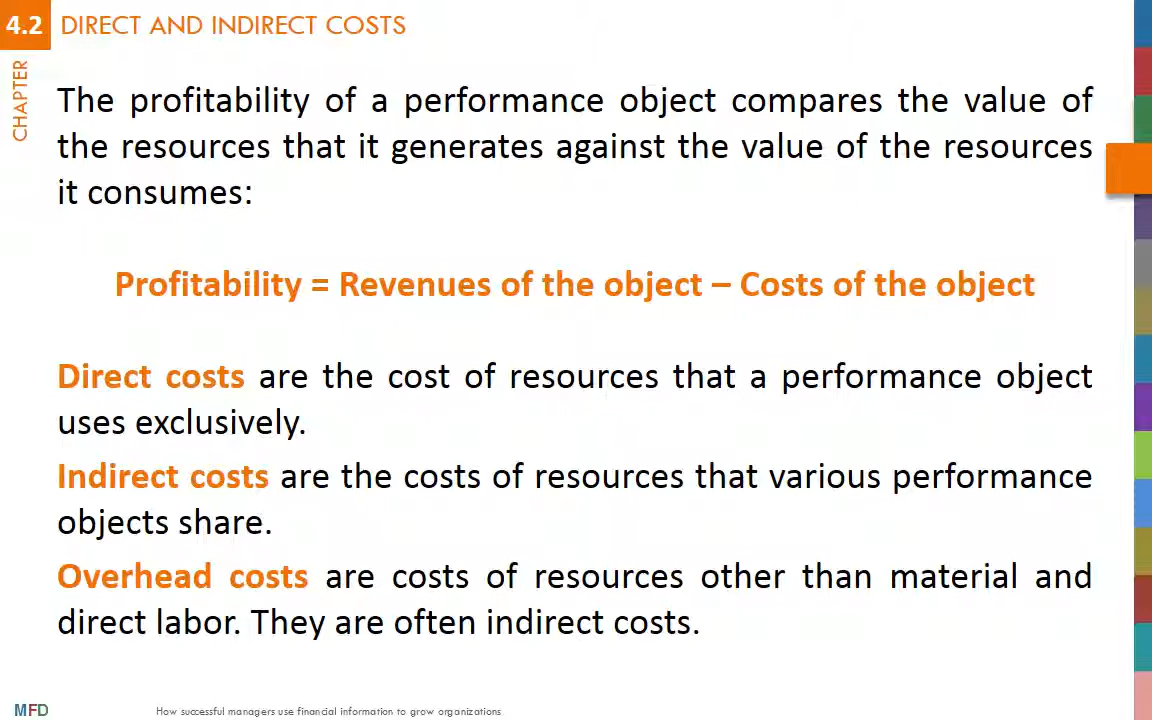 4.2 DIRECT AND INDIRECT COSTS
CHAPTER
The profitability of a performance object compares the value of
the resources that it generates against the value of the resources
it consumes:
Profitability = Revenues of the object – Costs of the object
Direct costs are the cost of resources that a performance object
uses exclusively.
Indirect costs are the costs of resources that various performance
objects share.
Overhead costs are costs of resources other than material and
direct labor. They are often indirect costs.
MFD How successful managers use financial information to grow organizations